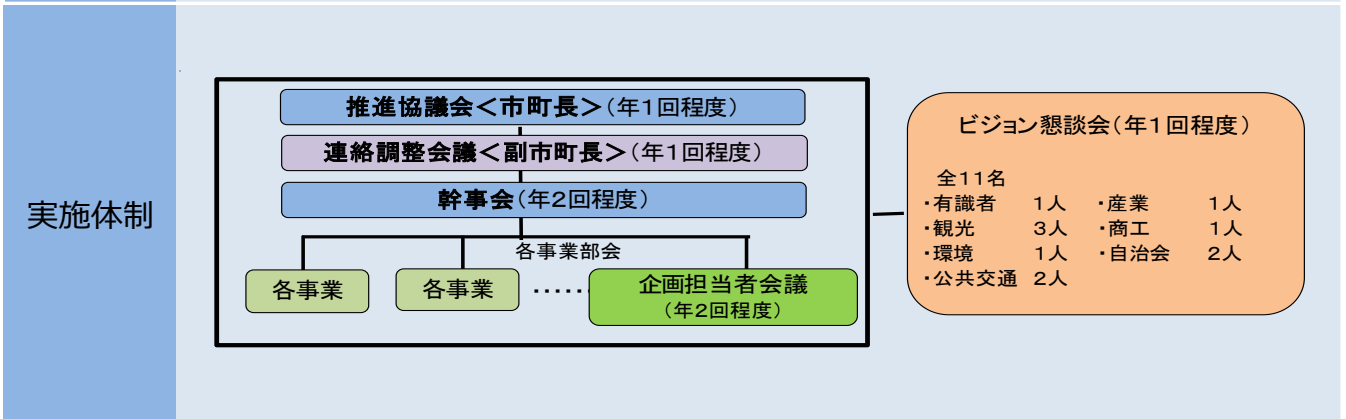 実施体制
推進協議会＜市町長＞(年1回程度)
連絡調整会議＜副市町長＞(年1回程度)
幹事会(年2回程度)
各事業部会
各事業
各事業
……
企画担当者会議
(年2回程度)
ビジョン懇談会(年1回程度)
全11名
・有識者 1人 ・産業 1人
・観光 3人 ・商工 1人
・環境 1人 ・自治会 2人
・公共交通 2人